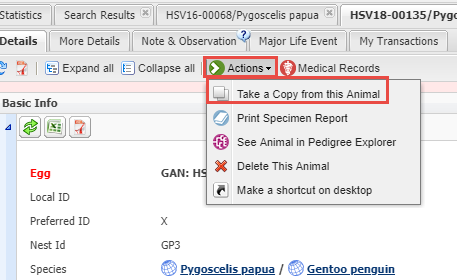 Statistics Search Results HSV16-00068/Pygoscelis papua HSV18-00135/Pygo
Details More Details Note & Observation ? Major Life Event My Transactions
Expand all Collapse all Actions Medical Records
Take a Copy from this Animal
Basic Info
Print Specimen Report
See Animal in Pedigree Explorer
Egg GAN: HS
Delete This Animal
Local ID
Make a shortcut on desktop
Preferred ID X
Nest Id GP3
Species Pygoscelis papua / Gentoo penguin